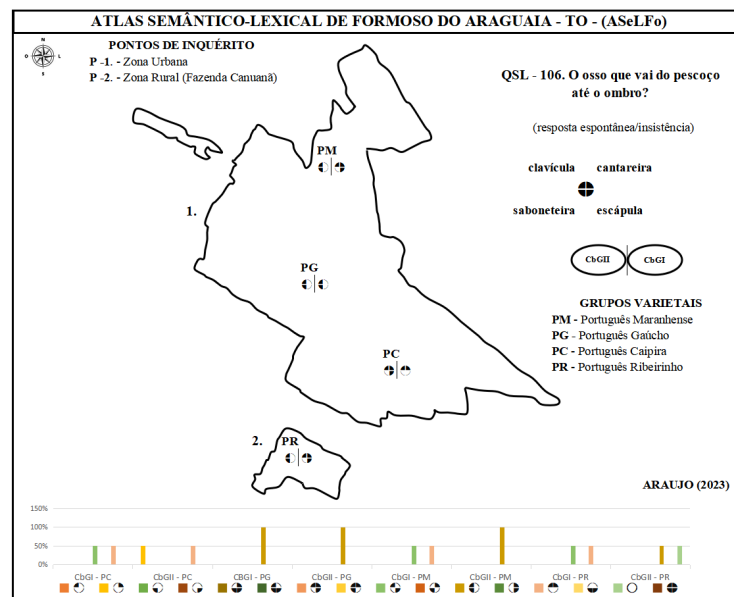 ATLAS SEMÂNTICO-LEXICAL DE FORMOSO DO ARAGUAIA - TO - (ASeLFo)
N
O L
S
PONTOS DE INQUÉRITO
P -1. - Zona Urbana
P -2. - Zona Rural (Fazenda Canuanã)
QSL - 106. O osso que vai do pescoço
até o ombro?
(resposta espontânea/insistência)
clavícula cantareira
saboneteira escápula
CbGII CbGI
GRUPOS VARIETAIS
PM - Português Maranhense
PG - Português Gaúcho
PC - Português Caipira
PR - Português Ribeirinho
PM
1.
PG
PC
2.
PR
ARAUJO (2023)
150%
100%
50%
0%
CbGI - PC CbGII - PC CBGI - PG CbGII - PG CbGI - PM CbGII - PM CbGI - PR CbGII - PR